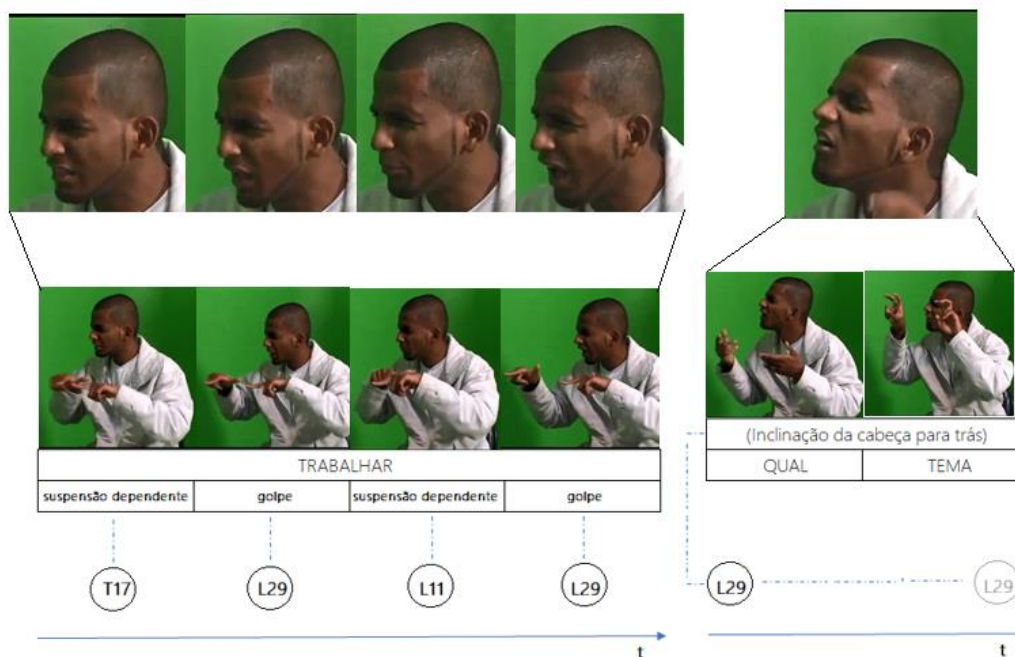 TRABALHAR
suspensão dependente golpe suspensão dependente golpe
T17 L29 L11 L29
t
(Inclinação da cabeça para trás)
QUAL TEMA
L29 L29
t